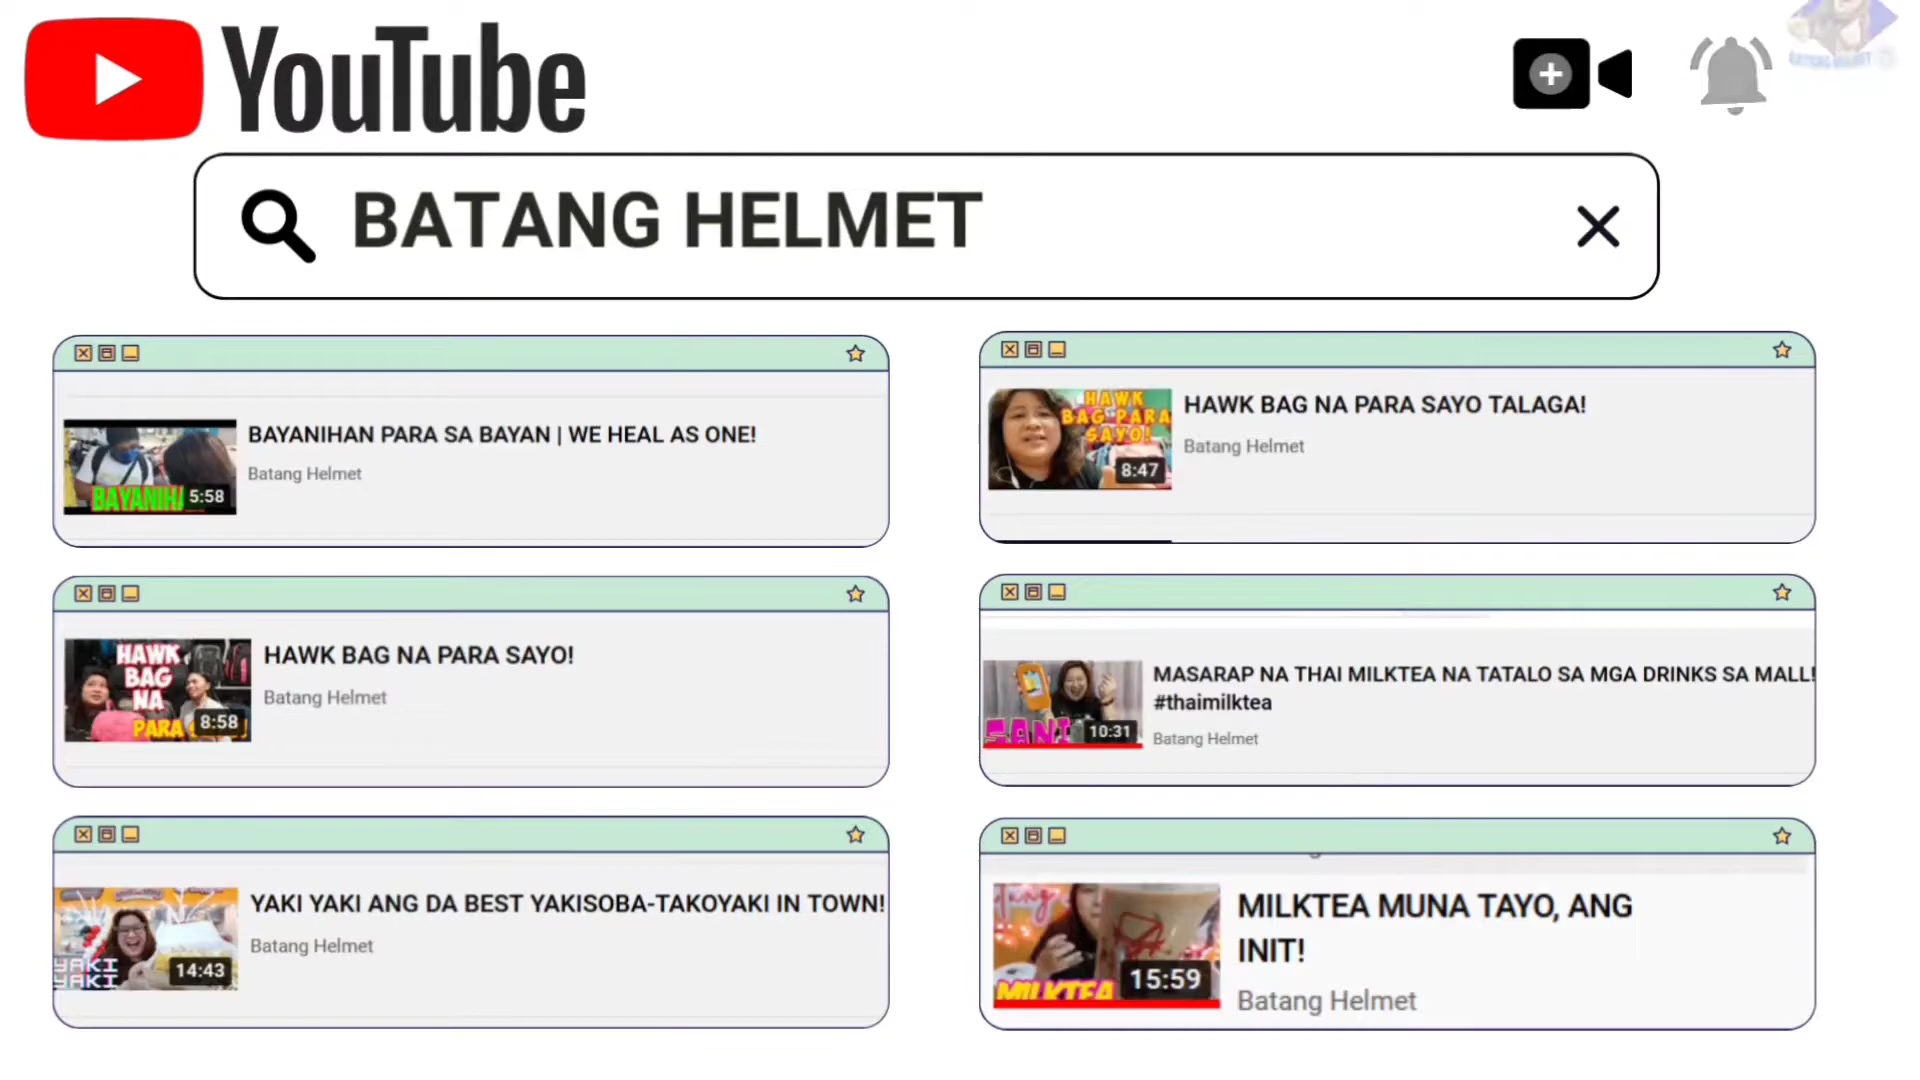 YouTube
BATANG HELMET
BAYANIHAN PARA SA BAYAN | WE HEAL AS ONE!
Batang Helmet
BAYANIHA
5:58
HAWK BAG NA PARA SAYO TALAGA!
Batang Helmet
HAWK
BAG PARA
SAYO!
8:47
HAWK BAG NA PARA SAYO!
Batang Helmet
HAWK
BAG
NA
PARA
8:58
MASARAP NA THAI MILKTEA NA TATALO SA MGA DRINKS SA MALL!
#thaimilktea
Batang Helmet
SANI
10:31
YAKI YAKI ANG DA BEST YAKISOBA-TAKOYAKI IN TOWN!
Batang Helmet
YAKI
YAKI
14:43
MILKTEA MUNA TAYO, ANG
INIT!
Batang Helmet
MILKTEA
15:59